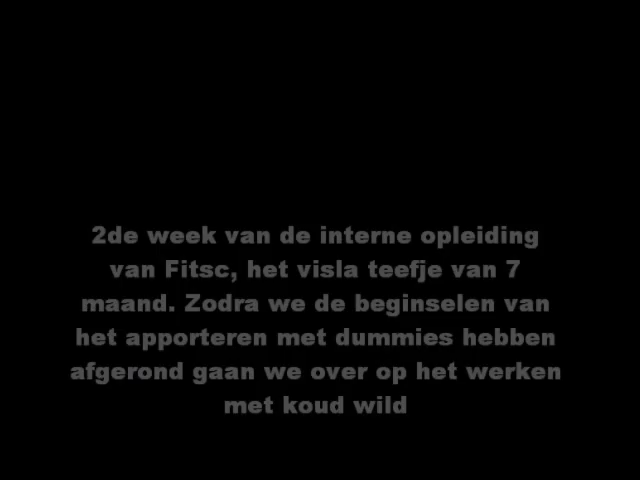 2de week van de interne opleiding
van Fitsc, het visla teefje van 7
maand. Zodra we de beginselen van
het apporteren met dummies hebben
afgerond gaan we over op het werken
met koud wild